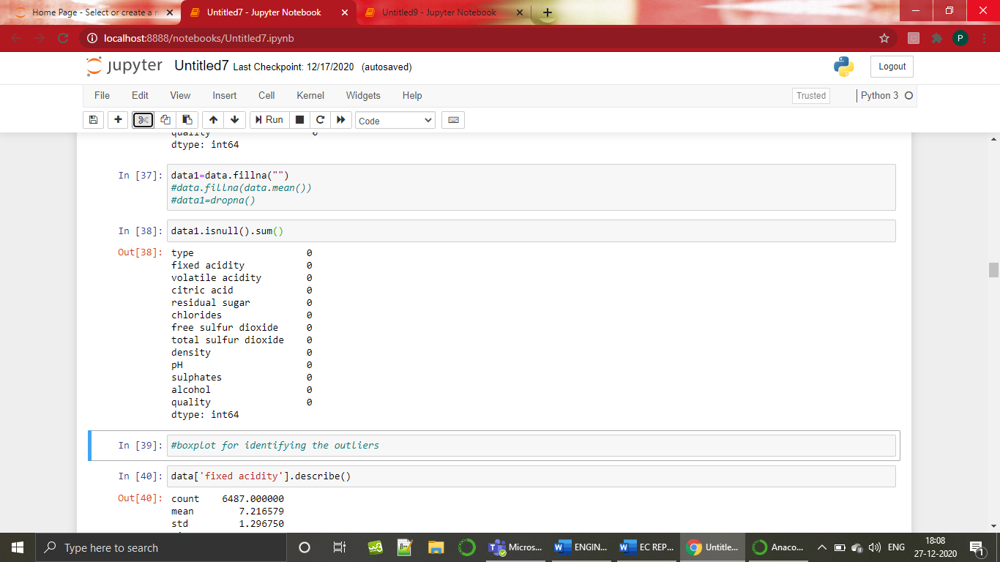 Home Page - Select or create a n
Untitled7 - Jupyter Notebook
Untitled9 - Jupyter Notebook
localhost:8888/notebooks/Untitled7.ipynb
P
jupyter Untitled7 Last Checkpoint: 12/17/2020 (autosaved)
Logout
File Edit View Insert Cell Kernel Widgets Help
Trusted
Python 3
Run
Code
quality 0
dtype: int64
In [37]: data1=data.fillna("")
#data.fillna(data.mean())
#data1=dropna()
In [38]: data1.isnull().sum()
Out[38]: type 0
fixed acidity 0
volatile acidity 0
citric acid 0
residual sugar 0
chlorides 0
free sulfur dioxide 0
total sulfur dioxide 0
density 0
pH 0
sulphates 0
alcohol 0
quality 0
dtype: int64
In [39]: #boxplot for identifying the outliers
In [40]: data['fixed acidity'].describe()
Out[40]: count 6487.000000
mean 7.216579
std 1.296750
Type here to search
Micros...
ENGIN...
EC REP...
Untitle...
Anaco...
ENG
18:08
27-12-2020
1